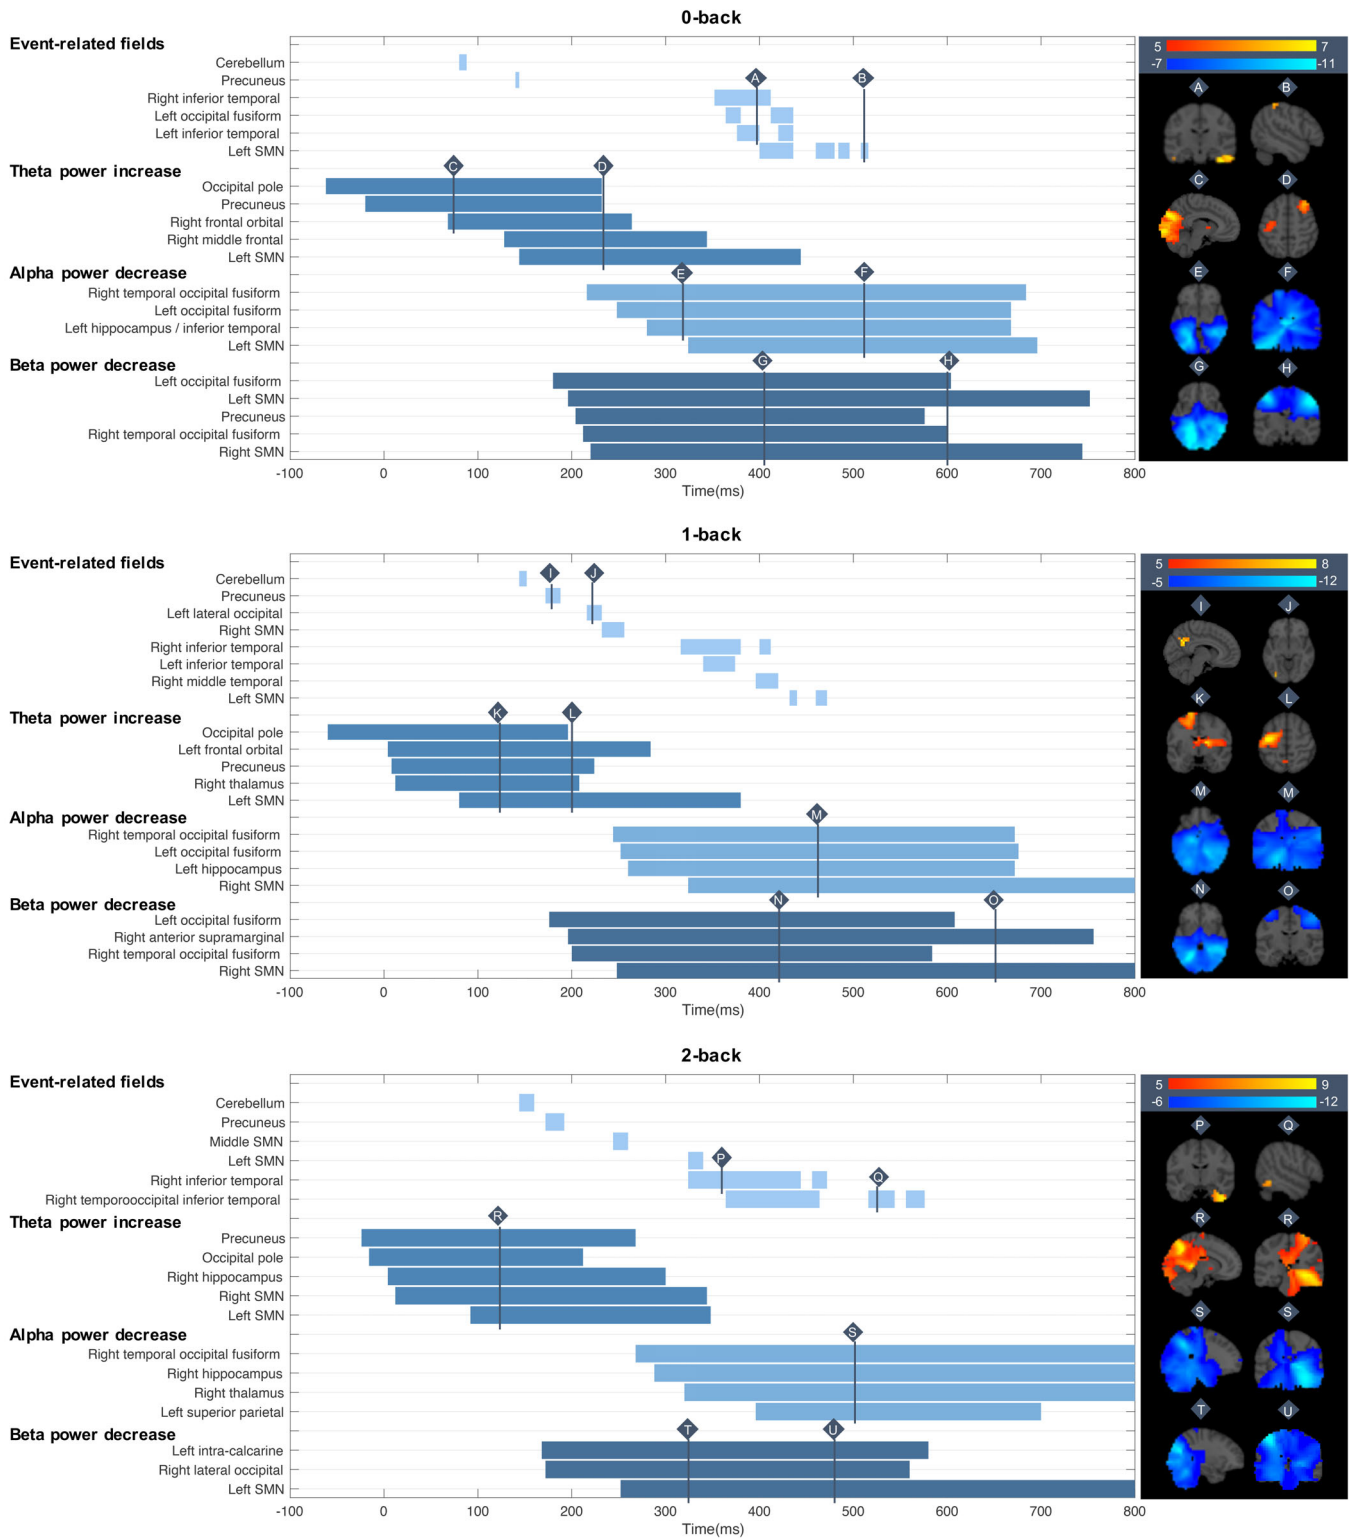 0-back
Event-related fields
Cerebellum
Precuneus
Right inferior temporal
Left occipital fusiform
Left inferior temporal
Left SMN
A
B
Theta power increase
Occipital pole
Precuneus
Right frontal orbital
Right middle frontal
Left SMN
C
D
Alpha power decrease
Right temporal occipital fusiform
Left occipital fusiform
Left hippocampus / inferior temporal
Left SMN
E
F
Beta power decrease
Left occipital fusiform
Left SMN
Precuneus
Right temporal occipital fusiform
Right SMN
G
H
-100 0 100 200 300 400 500 600 700 800
Time(ms)
5 7
-7 -11
A B
C D
E F
G H
1-back
Event-related fields
Cerebellum
Precuneus
Left lateral occipital
Right SMN
Right inferior temporal
Left inferior temporal
Right middle temporal
Left SMN
I
J
Theta power increase
Occipital pole
Left frontal orbital
Precuneus
Right thalamus
Left SMN
K
L
Alpha power decrease
Right temporal occipital fusiform
Left occipital fusiform
Left hippocampus
Right SMN
M
Beta power decrease
Left occipital fusiform
Right anterior supramarginal
Right temporal occipital fusiform
Right SMN
N
O
-100 0 100 200 300 400 500 600 700 800
Time(ms)
5 8
-5 -12
I J
K L
M M
N O
2-back
Event-related fields
Cerebellum
Precuneus
Middle SMN
Left SMN
Right inferior temporal
Right temporooccipital inferior temporal
P
Q
Theta power increase
Precuneus
Occipital pole
Right hippocampus
Right SMN
Left SMN
R
Alpha power decrease
Right temporal occipital fusiform
Right hippocampus
Right thalamus
Left superior parietal
S
Beta power decrease
Left intra-calcarine
Right lateral occipital
Left SMN
T
U
-100 0 100 200 300 400 500 600 700 800
Time(ms)
5 9
-6 -12
P Q
R R
S S
T U